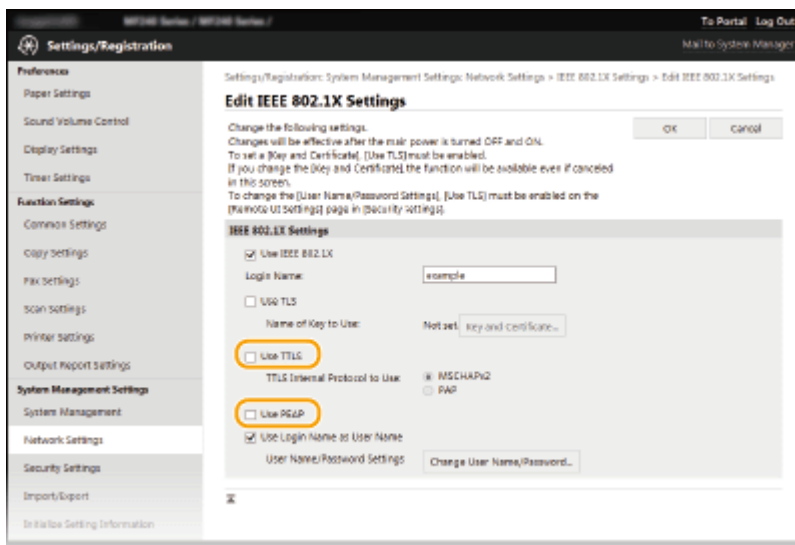 MF240 Series / MF240 Series /
To Portal Log Out
Settings/Registration
Mail to System Manager
Preferences
Paper Settings
Sound Volume Control
Display Settings
Timer Settings
Function Settings
Common Settings
Copy Settings
Fax Settings
Scan Settings
Printer Settings
Output Report Settings
System Management Settings
System Management
Network Settings
Security Settings
Import/Export
Initialize Setting Information
Settings/Registration: System Management Settings: Network Settings > IEEE 802.1X Settings > Edit IEEE 802.1X Settings
Edit IEEE 802.1X Settings
OK Cancel
Change the following settings.
Changes will be effective after the main power is turned OFF and ON.
To set a [Key and Certificate], [Use TLS] must be enabled.
If you change the [Key and Certificate], the function will be available even if canceled
in this screen.
To change the [User Name/Password Settings], [Use TLS] must be enabled on the
[Remote UI Settings] page in [Security Settings].
IEEE 802.1X Settings
Use IEEE 802.1X
Login Name: example
Use TLS
Name of Key to Use: Not set Key and Certificate...
Use TTLS
TTLS Internal Protocol to Use: MSCHAPv2
PAP
Use PEAP
Use Login Name as User Name
User Name/Password Settings Change User Name/Password...